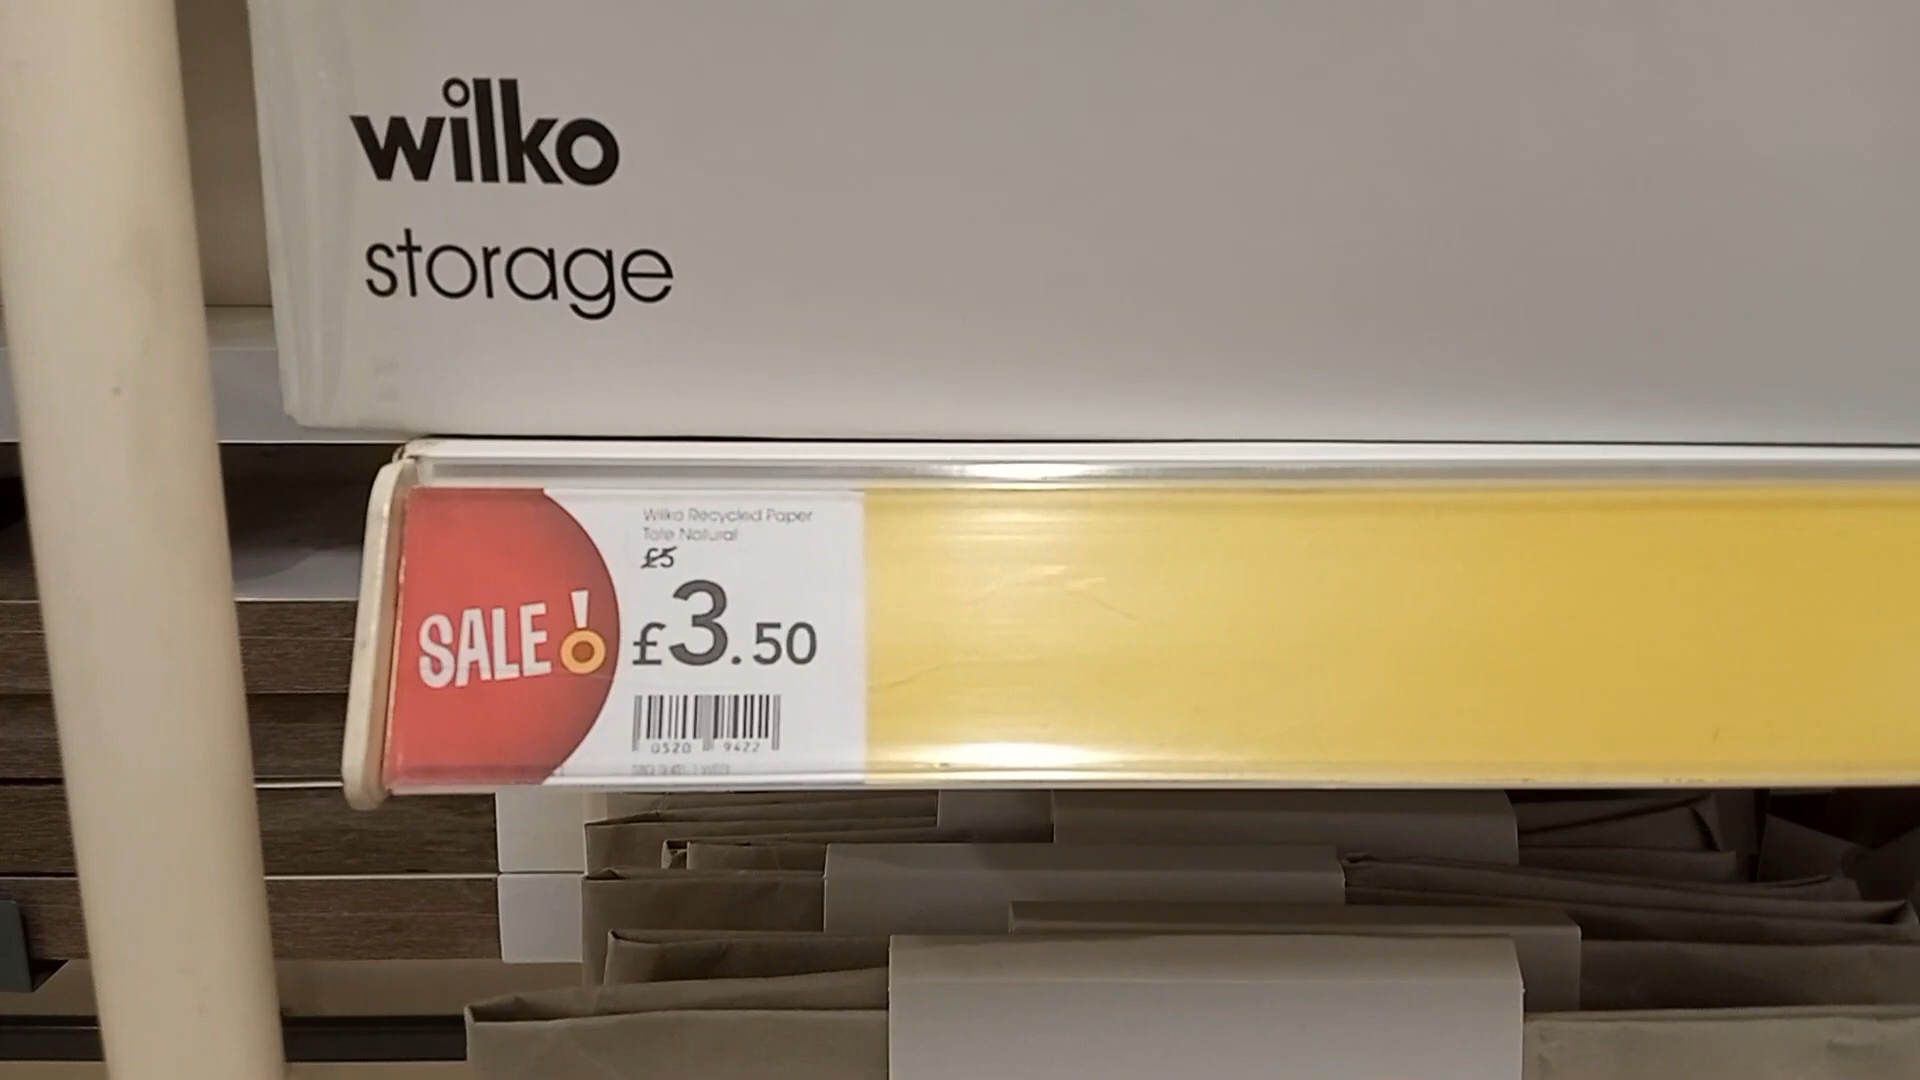 wilko
storage
Wilko Recycled Paper
Tote Natural
£5
SALE!
£3.50
0520 9422